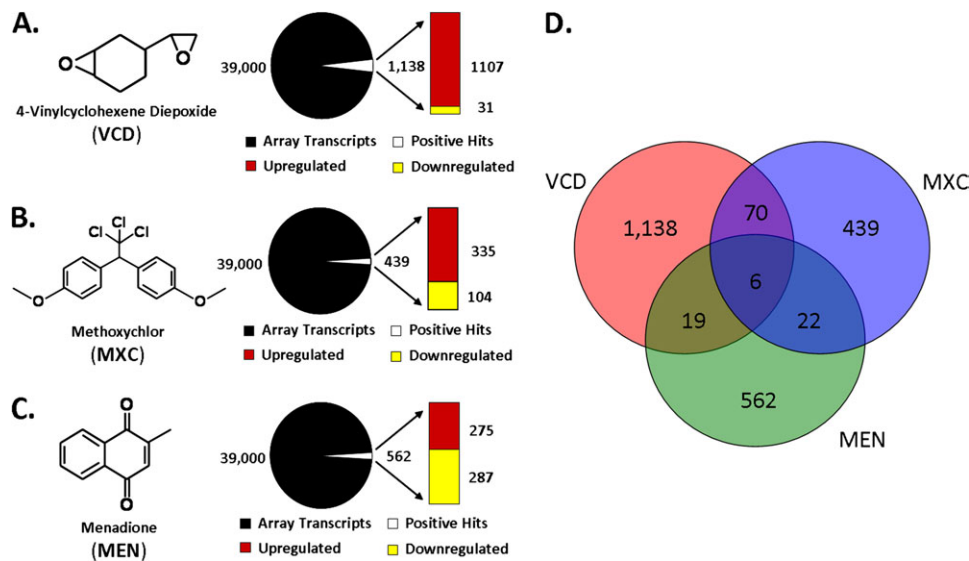 A.
O
O
4-Vinylcyclohexene Diepoxide
(VCD)
39,000
1,138
1107
31
Array Transcripts
Positive Hits
Upregulated
Downregulated
B.
Cl
Cl
Cl
O
O
Methoxychlor
(MXC)
39,000
439
335
104
Array Transcripts
Positive Hits
Upregulated
Downregulated
C.
O
O
Menadione
(MEN)
39,000
562
275
287
Array Transcripts
Positive Hits
Upregulated
Downregulated
D.
VCD
MXC
1,138
70
439
6
19
22
562
MEN